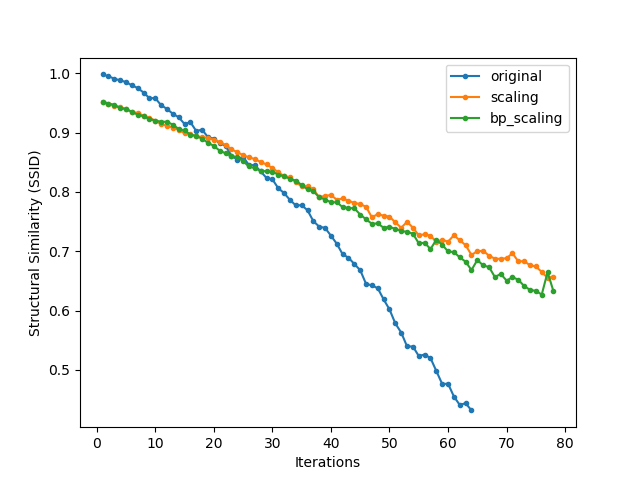 original
scaling
bp_scaling
1.0
0.9
0.8
0.7
0.6
0.5
Structural Similarity (SSID)
0 10 20 30 40 50 60 70 80
Iterations